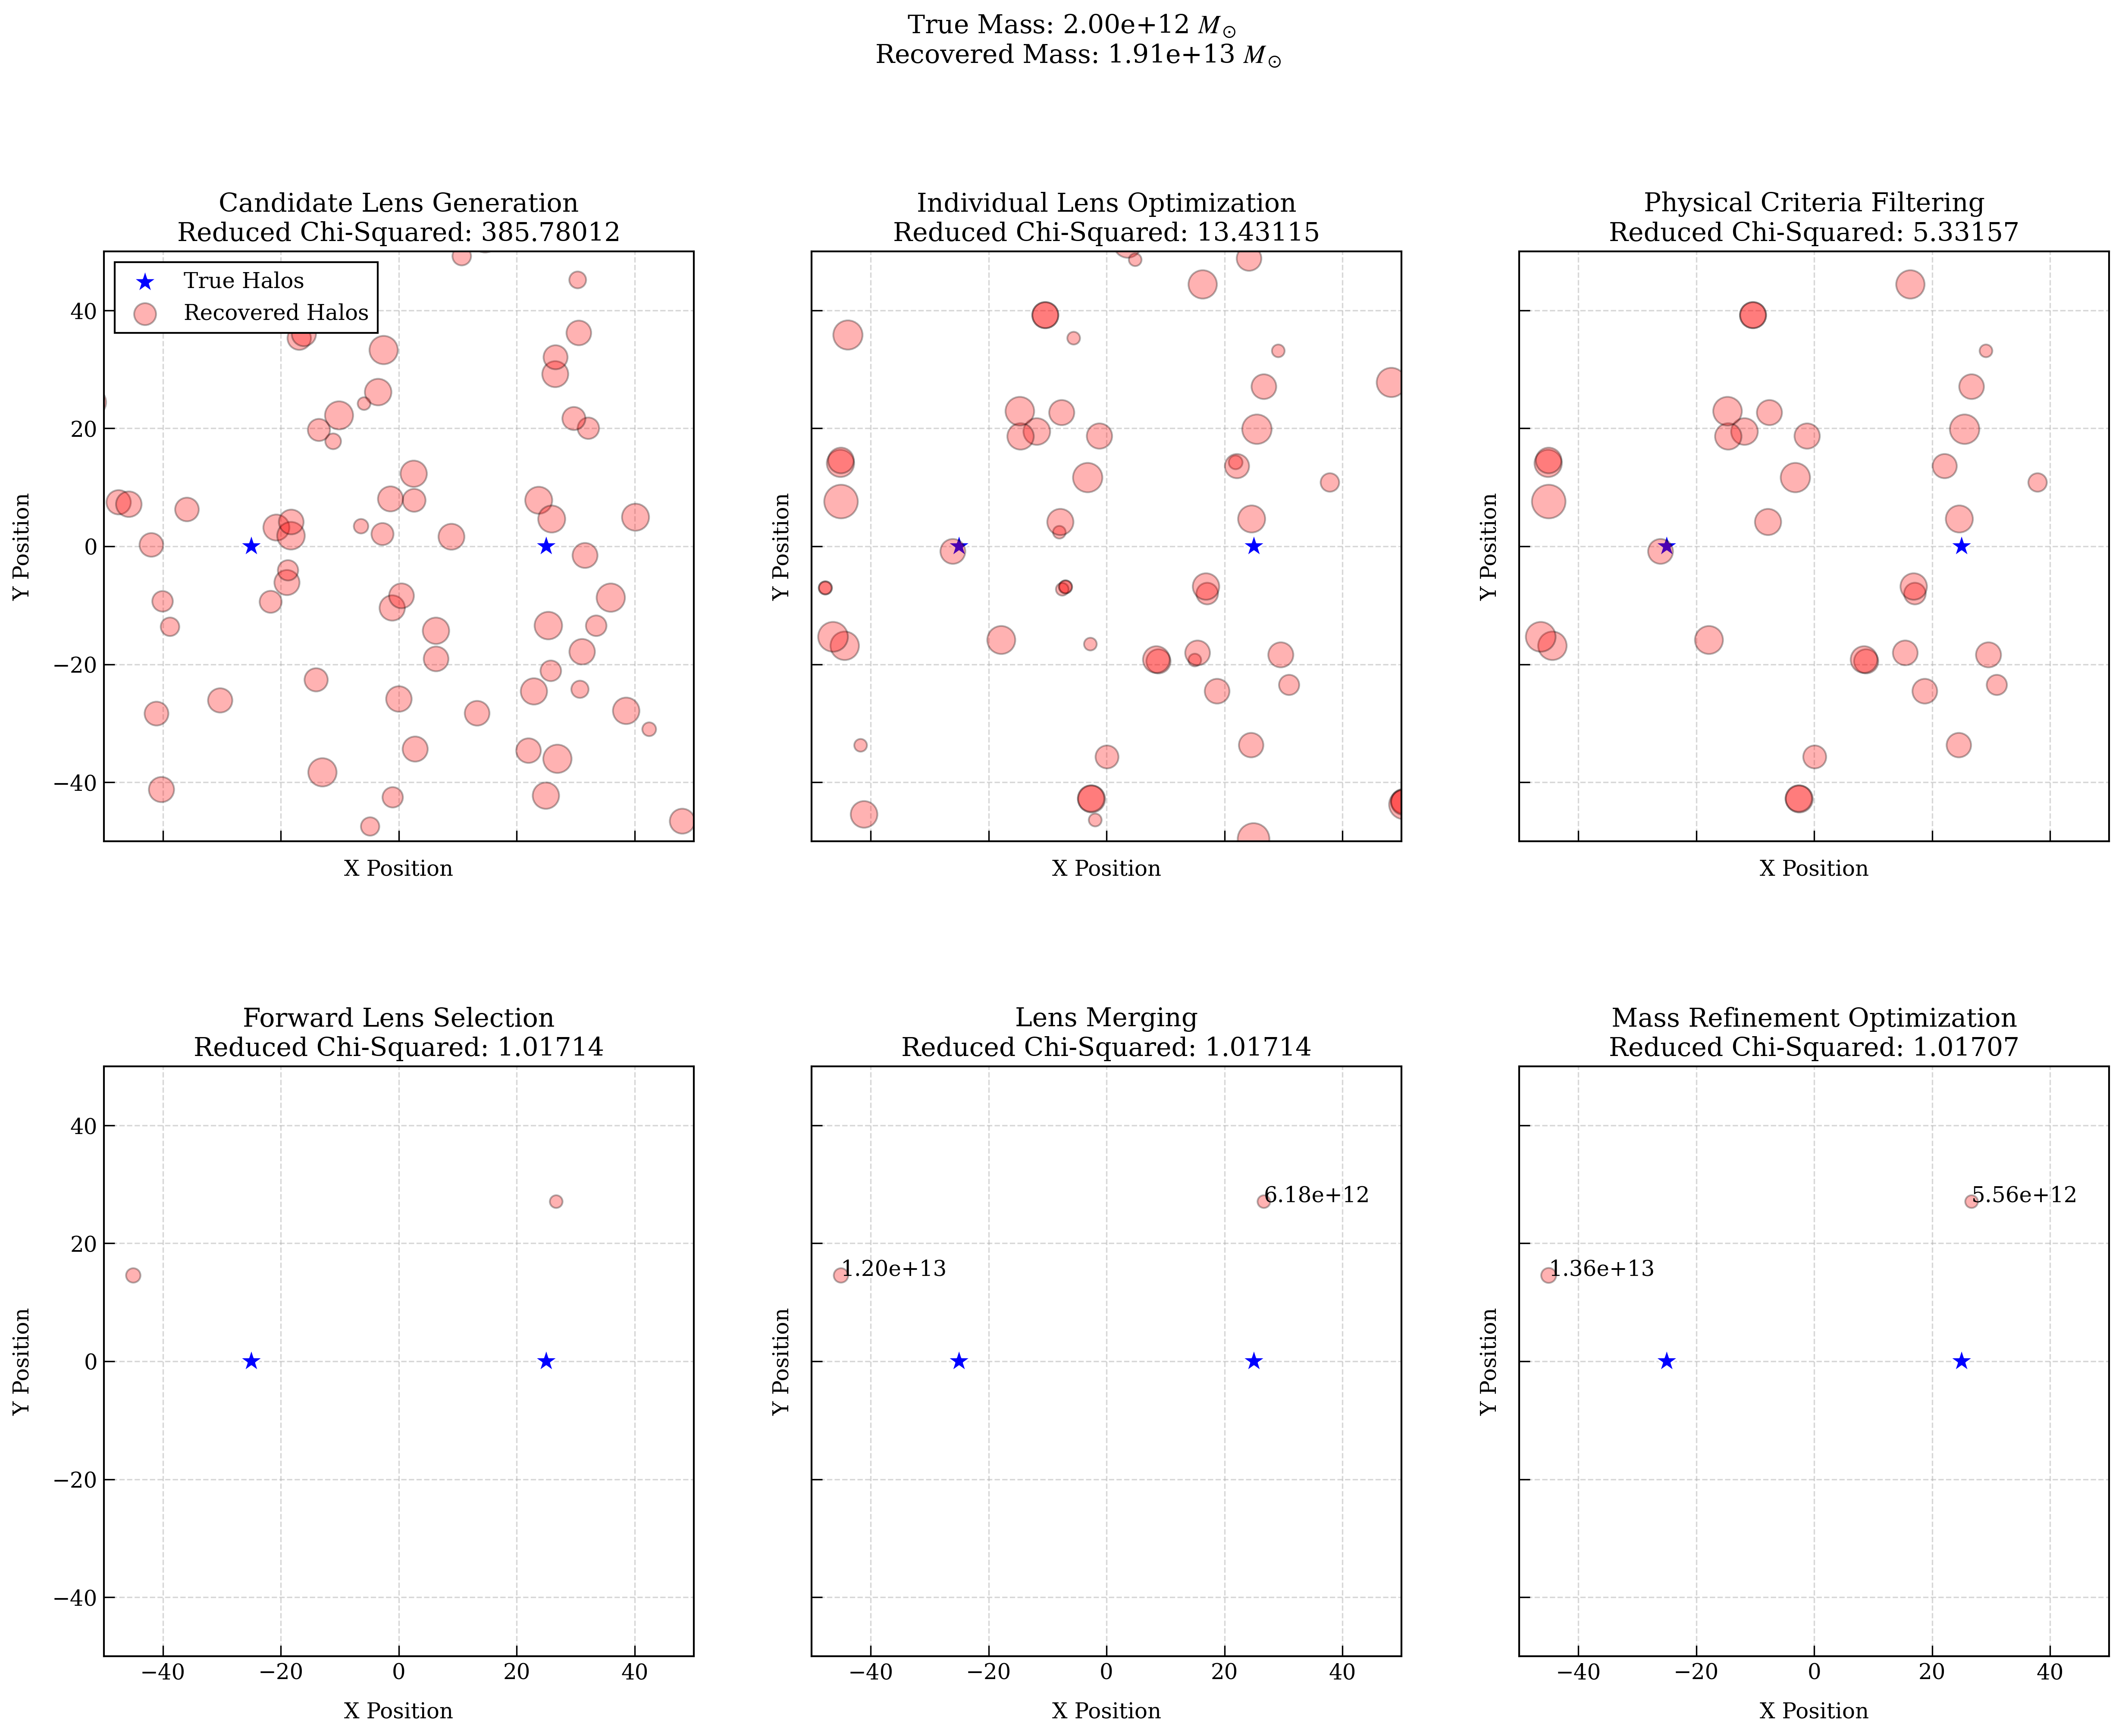 True Mass: 2.00e+12 M⊙
Recovered Mass: 1.91e+13 M⊙
Candidate Lens Generation
Reduced Chi-Squared: 385.78012
Individual Lens Optimization
Reduced Chi-Squared: 13.43115
Physical Criteria Filtering
Reduced Chi-Squared: 5.33157
True Halos
Recovered Halos
Y Position
40
20
0
−20
−40
X Position
Y Position
X Position
Y Position
X Position
Forward Lens Selection
Reduced Chi-Squared: 1.01714
Lens Merging
Reduced Chi-Squared: 1.01714
Mass Refinement Optimization
Reduced Chi-Squared: 1.01707
Y Position
40
20
0
−20
−40
−40 −20 0 20 40
X Position
Y Position
6.18e+12
1.20e+13
−40 −20 0 20 40
X Position
Y Position
5.56e+12
1.36e+13
−40 −20 0 20 40
X Position